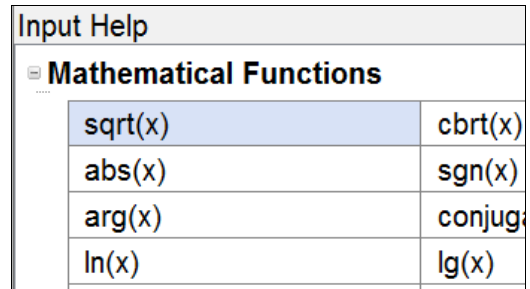 Input Help
Mathematical Functions
sqrt(x) cbrt(x)
abs(x) sgn(x)
arg(x)
ln(x) lg(x)